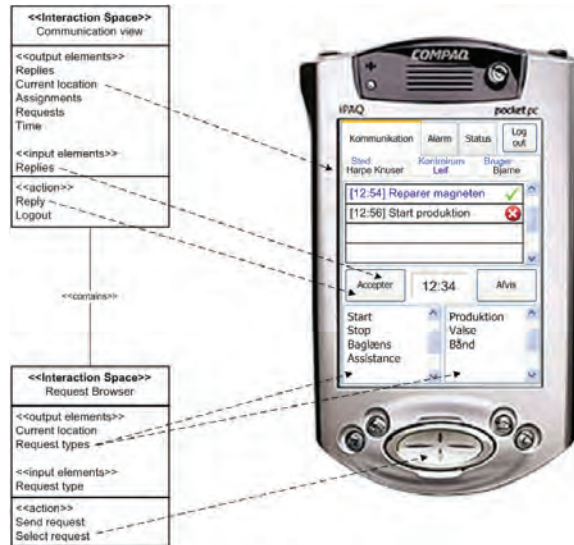 <<Interaction Space>>
Communication view
<<output elements>>
Replies
Current location
Assignments
Requests
Time
<<input elements>>
Replies
<<action>>
Reply
Logout
<<contains>>
<<Interaction Space>>
Request Browser
<<output elements>>
Current location
Request types
<<input elements>>
Request type
<<action>>
Send request
Select request
COMPAQ
iPAQ pocket pc
Kommunikation Alarm Status Log out
Sted Kontrolrum Bruger
Harpe Knuser Leif Bjarne
[12:54] Reparer magneten
[12:56] Start produktion
Accepter 12:34 Afvis
Start Produktion
Stop Valse
Baglæns Bånd
Assistance